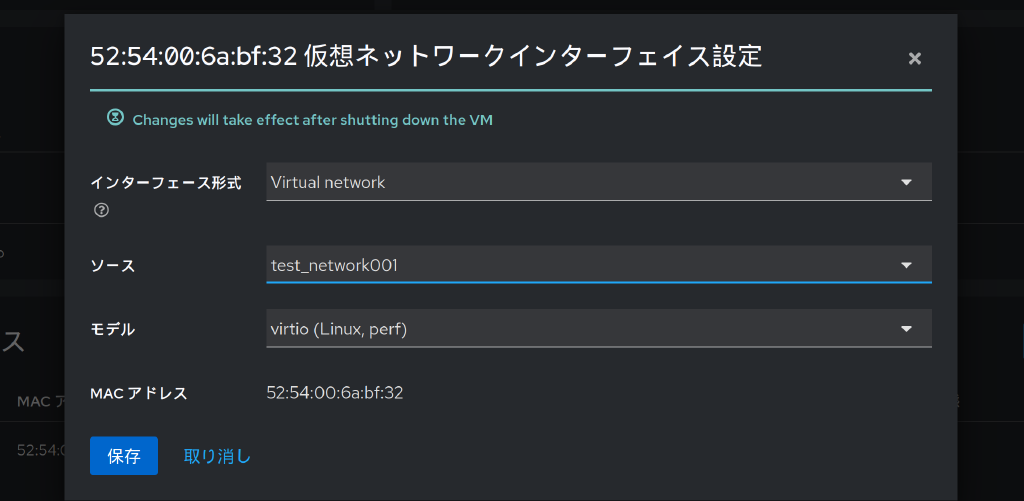 52:54:00:6a:bf:32 仮想ネットワークインターフェイス設定
Changes will take effect after shutting down the VM
インターフェース形式 Virtual network
ソース test_network001
モデル virtio (Linux, perf)
MAC アドレス 52:54:00:6a:bf:32
保存 取り消し
ス
MAC ア
52:54:0